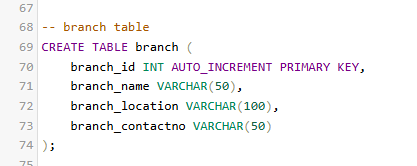 67
68 -- branch table
69 CREATE TABLE branch (
70 branch_id INT AUTO_INCREMENT PRIMARY KEY,
71 branch_name VARCHAR(50),
72 branch_location VARCHAR(100),
73 branch_contactno VARCHAR(50)
74 );